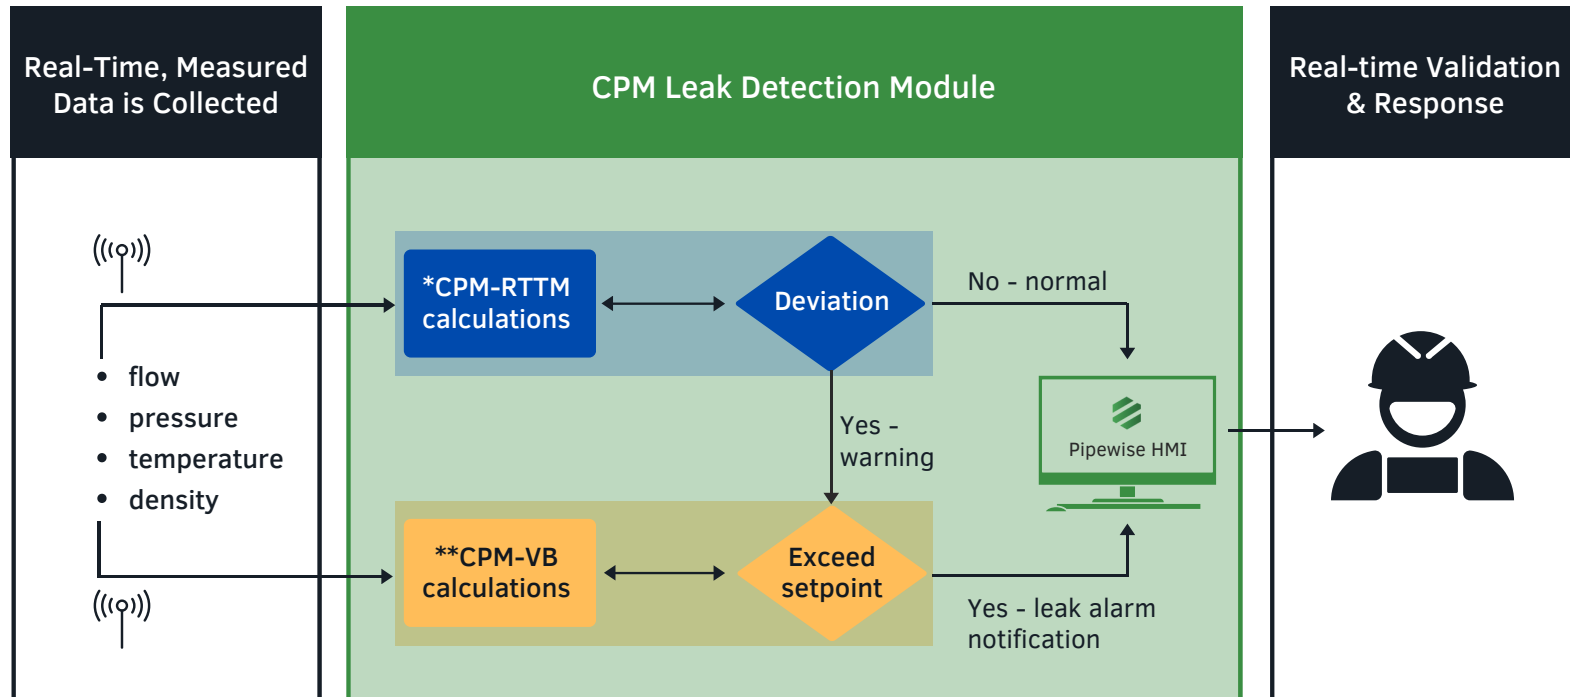 Real-Time, Measured
Data is Collected
CPM Leak Detection Module
Real-time Validation
& Response
*CPM-RTTM
calculations
Deviation
No - normal
• flow
• pressure
• temperature
• density
Yes -
warning
Pipewise HMI
**CPM-VB
calculations
Exceed
setpoint
Yes - leak alarm
notification